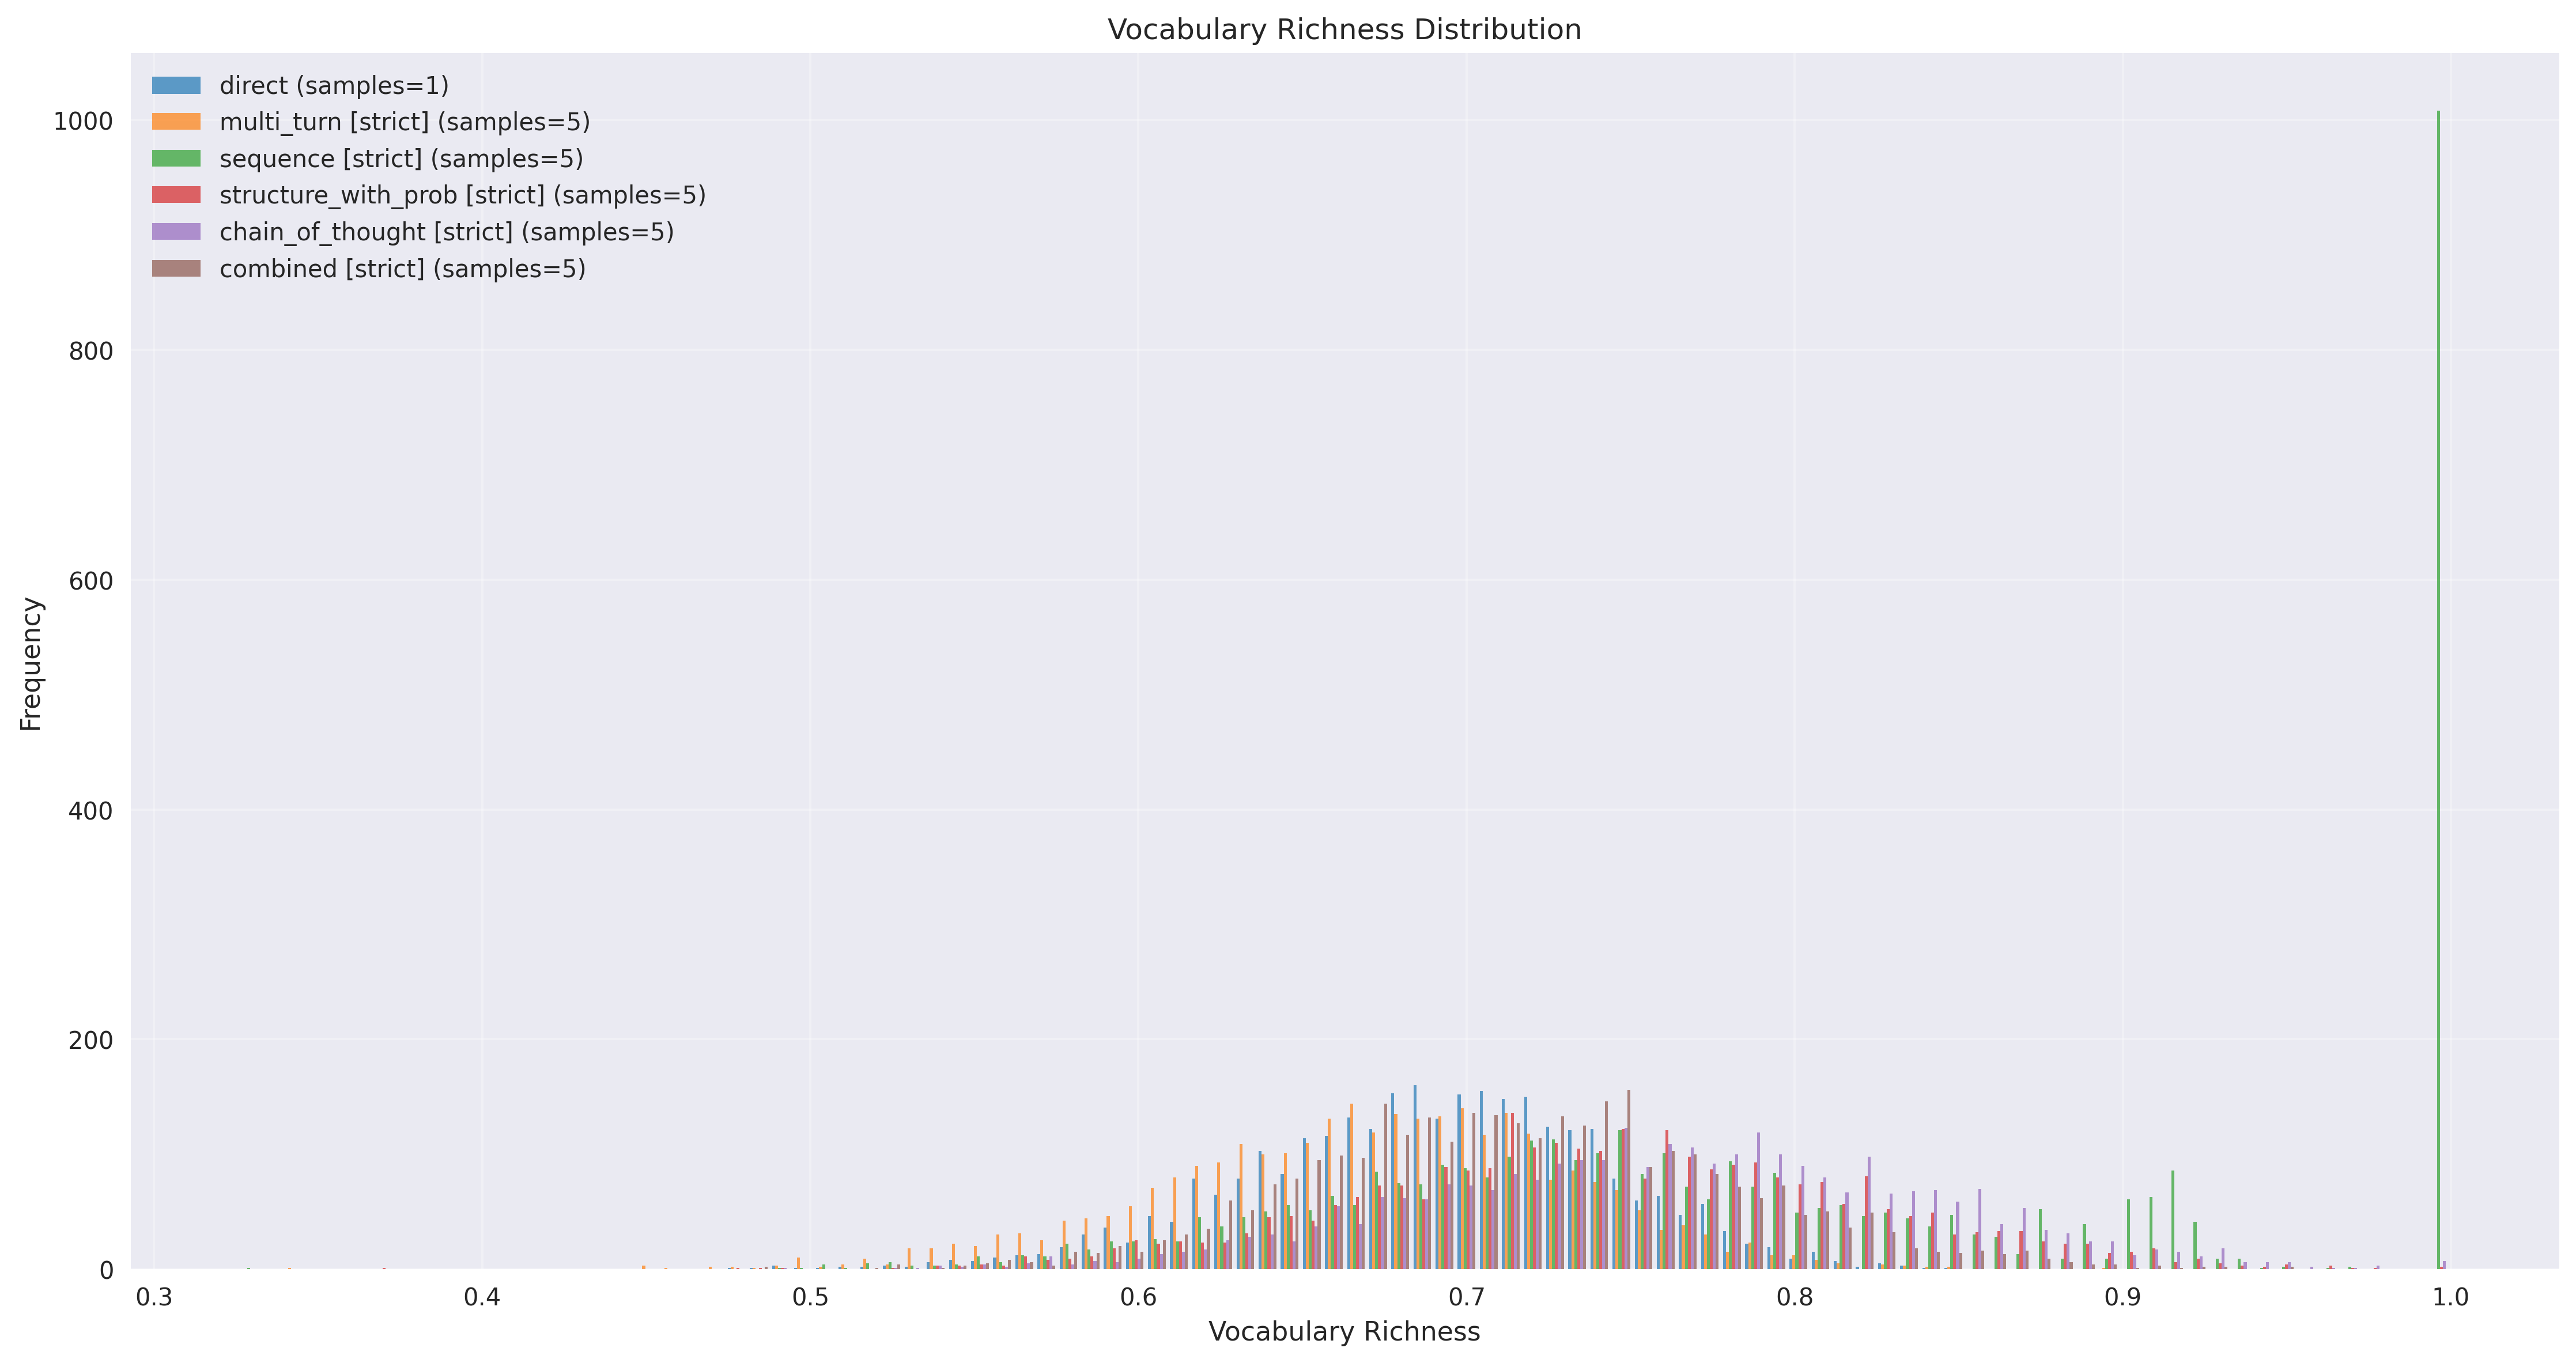 Vocabulary Richness Distribution
direct (samples=1)
multi_turn [strict] (samples=5)
sequence [strict] (samples=5)
structure_with_prob [strict] (samples=5)
chain_of_thought [strict] (samples=5)
combined [strict] (samples=5)
1000
800
600
400
200
0
Frequency
0.3 0.4 0.5 0.6 0.7 0.8 0.9 1.0
Vocabulary Richness